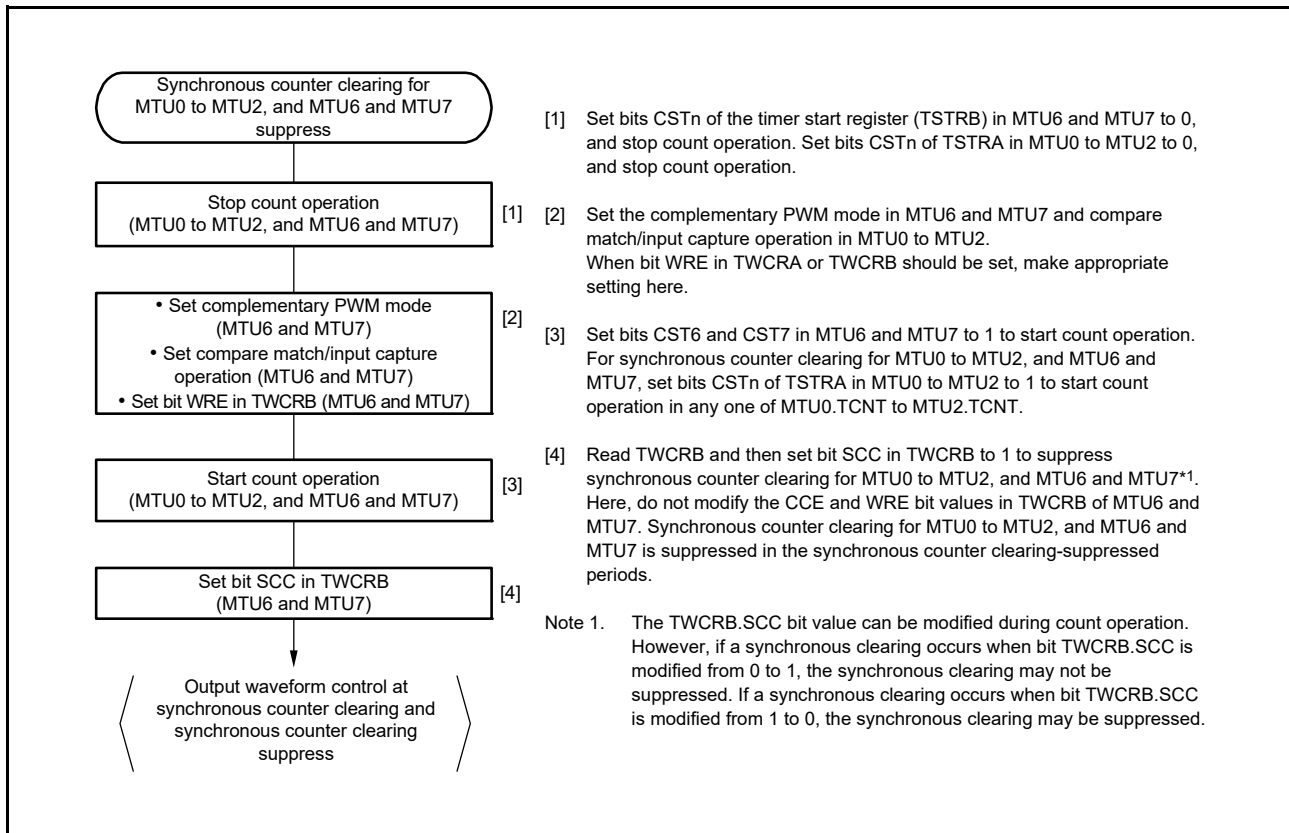 Synchronous counter clearing for
MTU0 to MTU2, and MTU6 and MTU7
suppress
Stop count operation
(MTU0 to MTU2, and MTU6 and MTU7)
[1]
• Set complementary PWM mode
(MTU6 and MTU7)
• Set compare match/input capture
operation (MTU6 and MTU7)
• Set bit WRE in TWCRB (MTU6 and MTU7)
[2]
Start count operation
(MTU0 to MTU2, and MTU6 and MTU7)
[3]
Set bit SCC in TWCRB
(MTU6 and MTU7)
[4]
Output waveform control at
synchronous counter clearing and
synchronous counter clearing
suppress
[1] Set bits CSTn of the timer start register (TSTRB) in MTU6 and MTU7 to 0,
and stop count operation. Set bits CSTn of TSTRA in MTU0 to MTU2 to 0,
and stop count operation.
[2] Set the complementary PWM mode in MTU6 and MTU7 and compare
match/input capture operation in MTU0 to MTU2.
When bit WRE in TWCRA or TWCRB should be set, make appropriate
setting here.
[3] Set bits CST6 and CST7 in MTU6 and MTU7 to 1 to start count operation.
For synchronous counter clearing for MTU0 to MTU2, and MTU6 and
MTU7, set bits CSTn of TSTRA in MTU0 to MTU2 to 1 to start count
operation in any one of MTU0.TCNT to MTU2.TCNT.
[4] Read TWCRB and then set bit SCC in TWCRB to 1 to suppress
synchronous counter clearing for MTU0 to MTU2, and MTU6 and MTU7*1.
Here, do not modify the CCE and WRE bit values in TWCRB of MTU6 and
MTU7. Synchronous counter clearing for MTU0 to MTU2, and MTU6 and
MTU7 is suppressed in the synchronous counter clearing-suppressed
periods.
Note 1. The TWCRB.SCC bit value can be modified during count operation.
However, if a synchronous clearing occurs when bit TWCRB.SCC is
modified from 0 to 1, the synchronous clearing may not be
suppressed. If a synchronous clearing occurs when bit TWCRB.SCC
is modified from 1 to 0, the synchronous clearing may be suppressed.